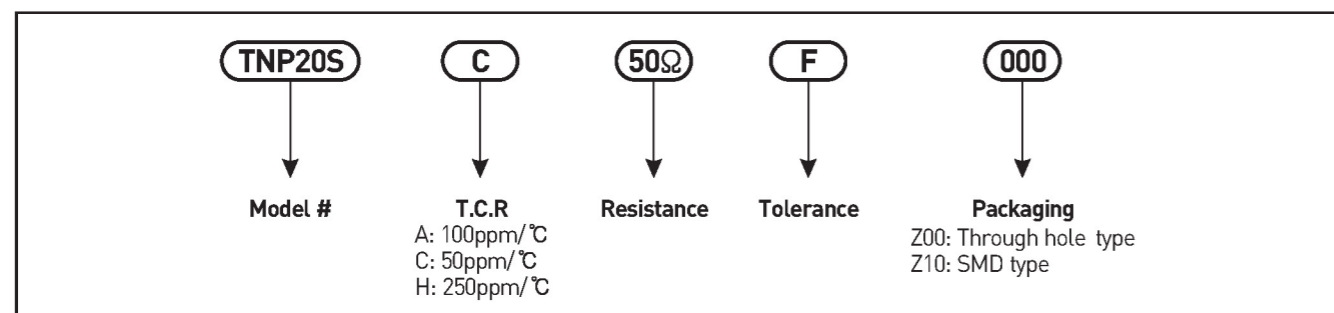 TNP20S C 50Ω F 000
Model # T.C.R Resistance Tolerance Packaging
A: 100ppm/℃
C: 50ppm/℃
H: 250ppm/℃
Z00: Through hole type
Z10: SMD type